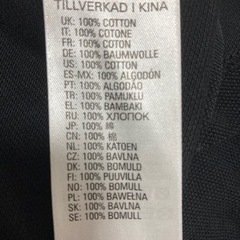 TILLVERKAD I KINA
UK: 100% COTTON
IT: 100% COTONE
FR: 100% COTON
DE: 100% BAUMWOLLE
US: 100% COTTON
ES-MX: 100% ALGODÓN
PT: 100% ALGODÃO
TR: 100% PAMUKLU
EL: 100% BAMBAKI
RU: 100% ХЛОПОК
JP: 100% 綿
CN: 100% 棉
NL: 100% KATOEN
CZ: 100% BAVLNA
DK: 100% BOMULD
FI: 100% PUUVILLA
NO: 100% BOMULL
PL: 100% BAWEŁNA
SK: 100% BAVLNA
SE: 100% BOMULL